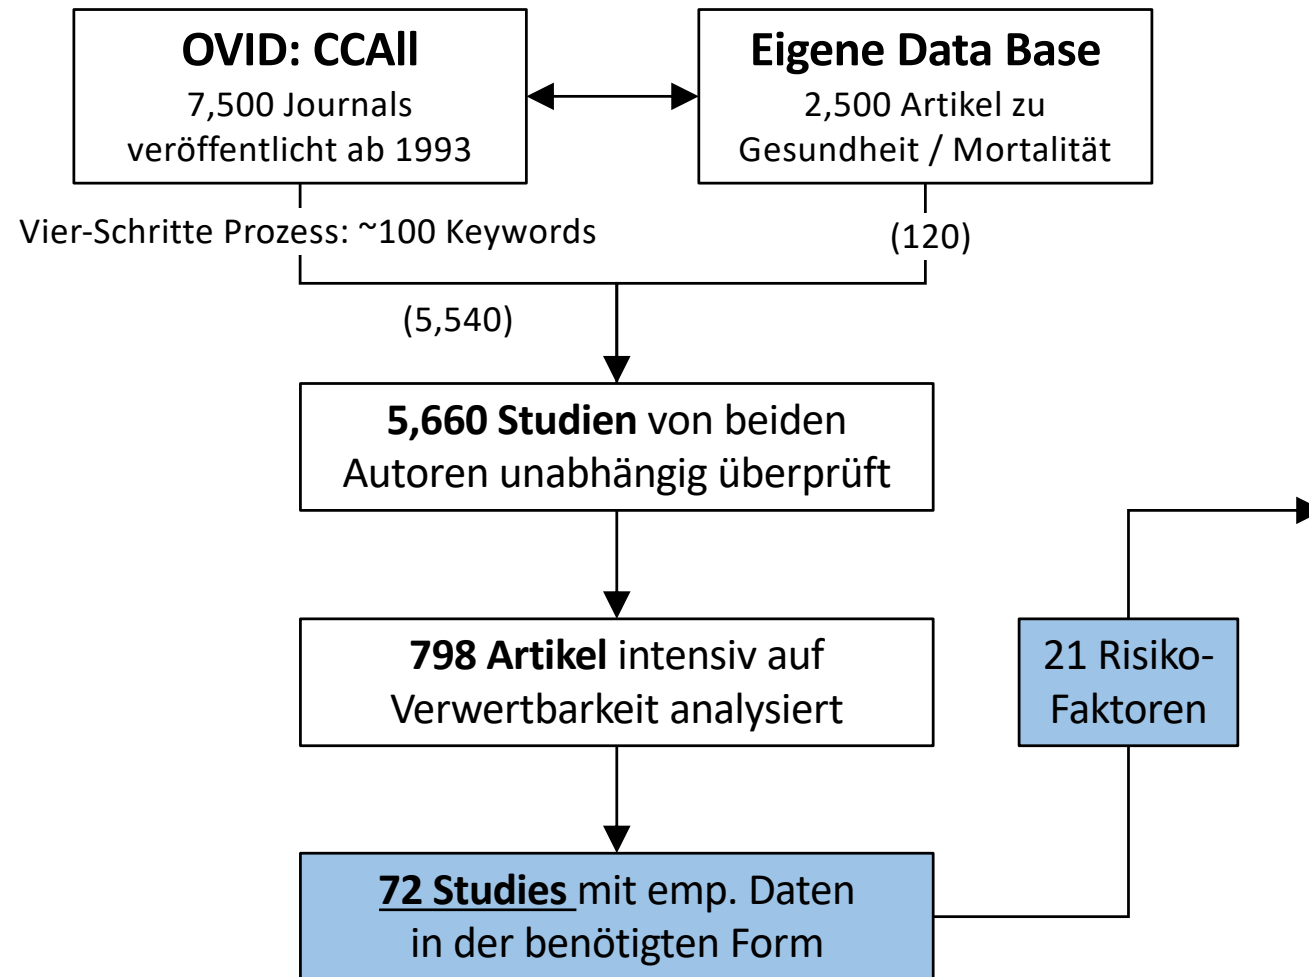 OVID: CCAll
7,500 Journals
veröffentlicht ab 1993
Eigene Data Base
2,500 Artikel zu
Gesundheit / Mortalität
Vier-Schritte Prozess: ~100 Keywords
(120)
(5,540)
5,660 Studien von beiden
Autoren unabhängig überprüft
798 Artikel intensiv auf
Verwertbarkeit analysiert
21 Risiko-
Faktoren
72 Studies mit emp. Daten
in der benötigten Form